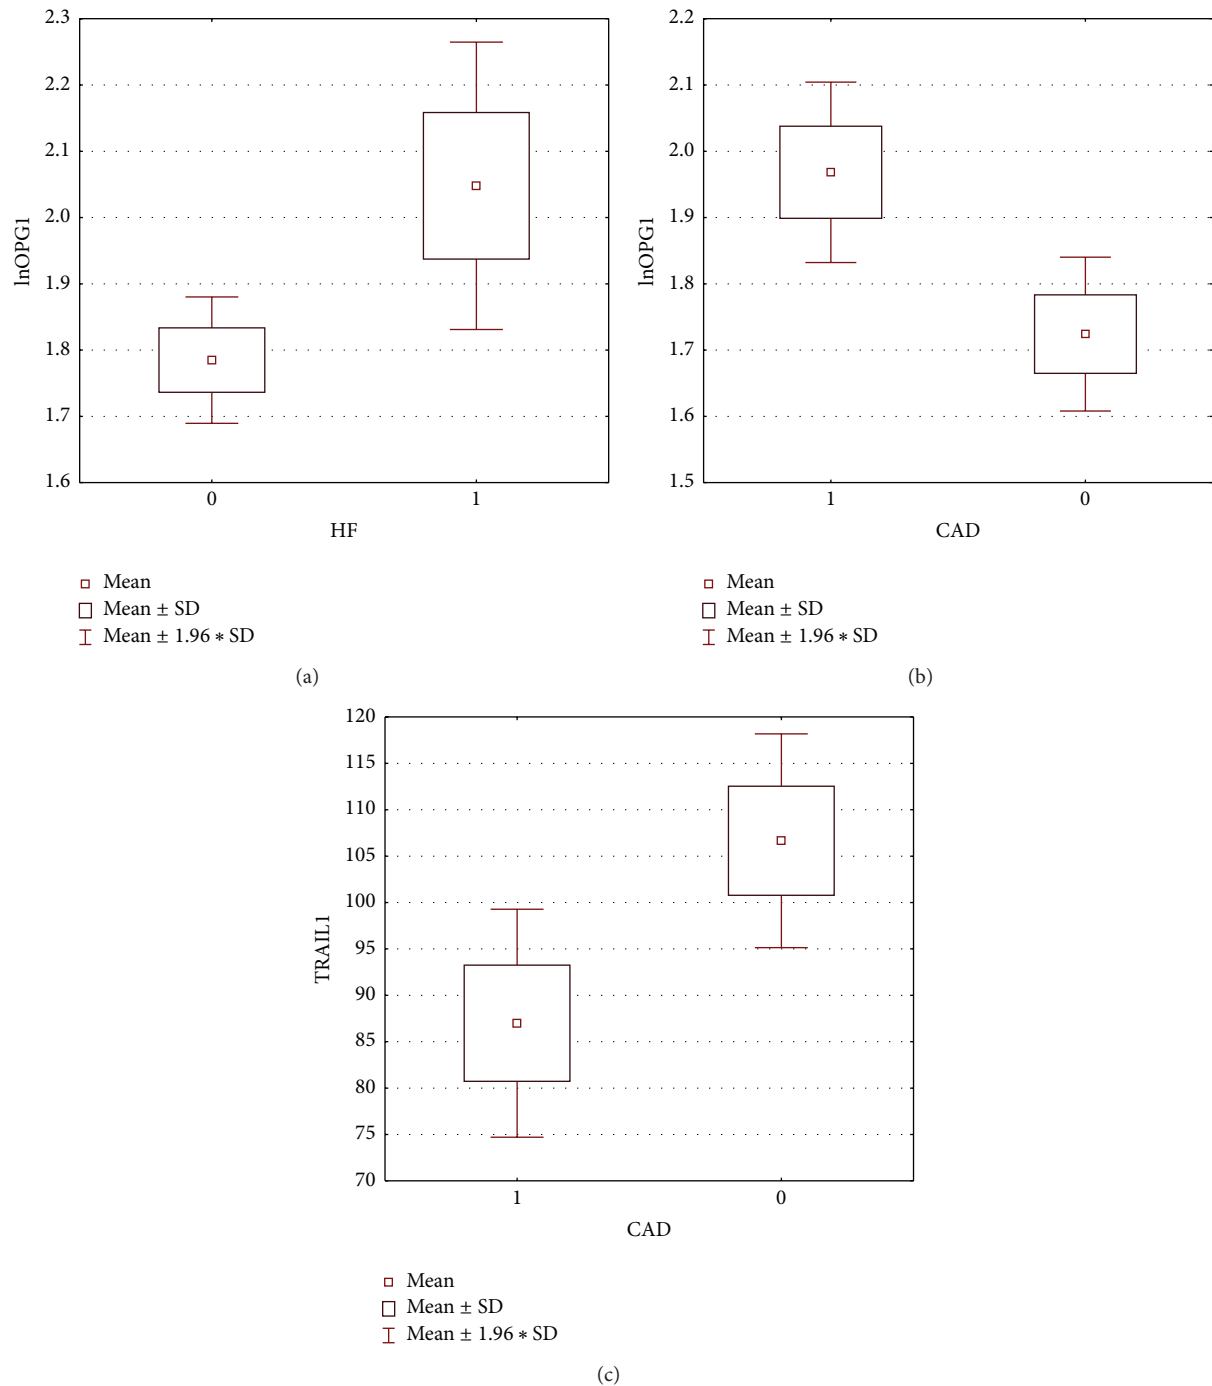 2.3
2.2
2.1
2.0
1.9
1.8
1.7
1.6
lnOPG1
0
1
HF
Mean
Mean ± SD
Mean ± 1.96 ∗ SD
(a)
2.2
2.1
2.0
1.9
1.8
1.7
1.6
1.5
lnOPG1
1
0
CAD
Mean
Mean ± SD
Mean ± 1.96 ∗ SD
(b)
120
115
110
105
100
95
90
85
80
75
70
TRAIL1
1
0
CAD
Mean
Mean ± SD
Mean ± 1.96 ∗ SD
(c)